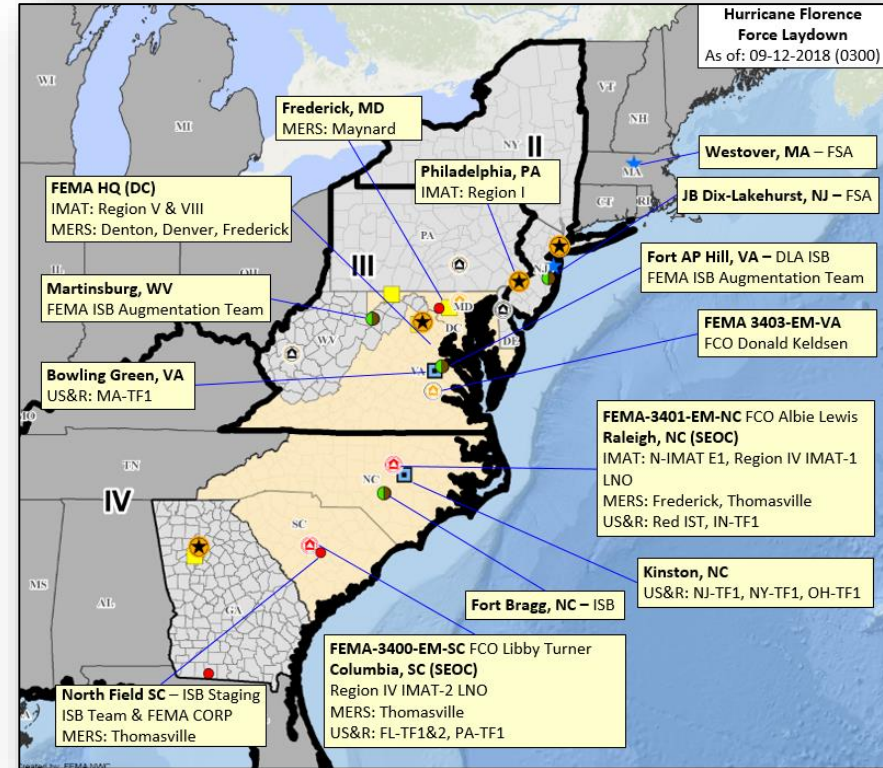 Hurricane Florence
Force Laydown
As of: 09-12-2018 (0300)
WI
MI
VT
NH
NY
II
MA
CT
RI
Frederick, MD
MERS: Maynard
Philadelphia, PA
IMAT: Region I
Westover, MA – FSA
FEMA HQ (DC)
IMAT: Region V & VIII
MERS: Denton, Denver, Frederick
JB Dix-Lakehurst, NJ – FSA
PA
NJ
III
Fort AP Hill, VA – DLA ISB
FEMA ISB Augmentation Team
IL
IN
OH
Martinsburg, WV
FEMA ISB Augmentation Team
MD
DC
DE
WV
FEMA 3403-EM-VA
FCO Donald Keldsen
Bowling Green, VA
US&R: MA-TF1
VA
KY
MO
FEMA-3401-EM-NC FCO Albie Lewis
Raleigh, NC (SEOC)
IMAT: N-IMAT E1, Region IV IMAT-1
LNO
MERS: Frederick, Thomasville
US&R: Red IST, IN-TF1
TN
NC
IV
SC
MS
AL
GA
Kinston, NC
US&R: NJ-TF1, NY-TF1, OH-TF1
Fort Bragg, NC – ISB
FEMA-3400-EM-SC FCO Libby Turner
Columbia, SC (SEOC)
Region IV IMAT-2 LNO
MERS: Thomasville
US&R: FL-TF1&2, PA-TF1
North Field SC – ISB Staging
ISB Team & FEMA CORP
MERS: Thomasville
Created by: FEMA NWC